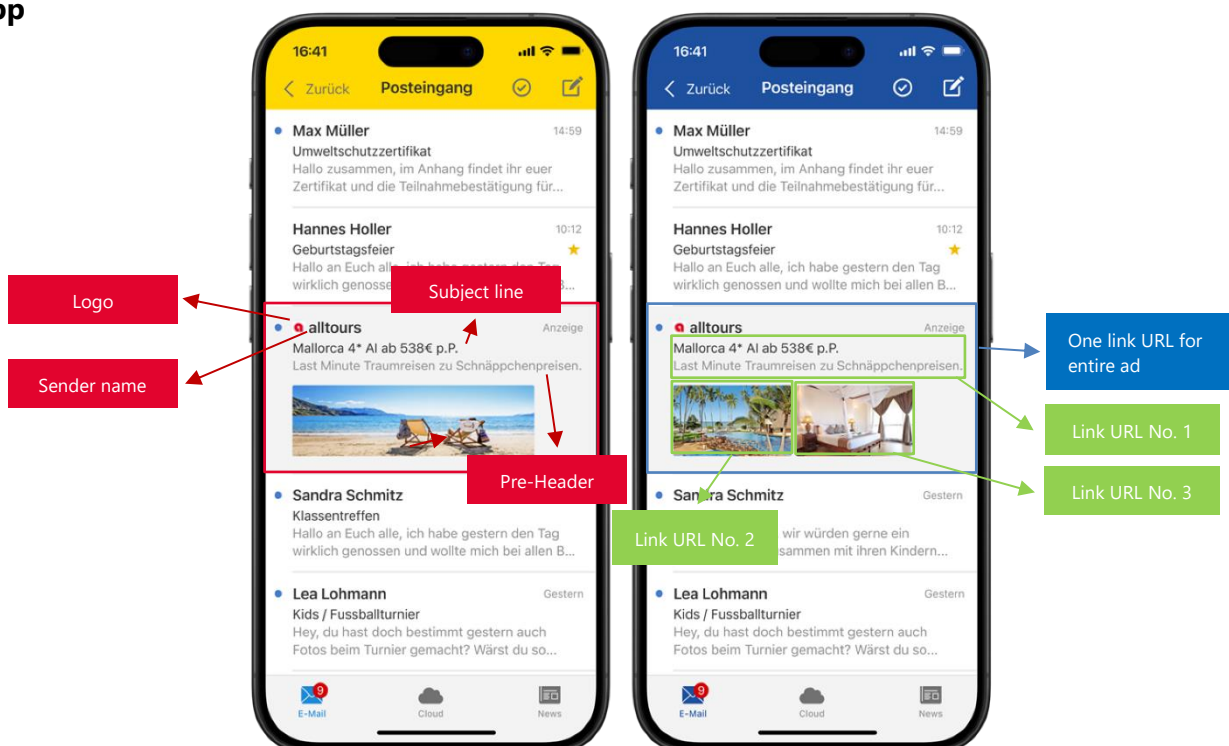 pp
16:41
Zurück Posteingang
Max Müller 14:59
Umweltschutzzertifikat
Hallo zusammen, im Anhang findet ihr euer
Zertifikat und die Teilnahmebestätigung für...
Hannes Holler 10:12
Geburtstagsfeier
Hallo an Euch alle, ich habe gestern den Tag
wirklich genosse B...
Logo
Sender name
Subject line
Pre-Header
alltours Anzeige
Mallorca 4* AI ab 538€ p.P.
Last Minute Traumreisen zu Schnäppchenpreisen.
Sandra Schmitz
Klassentreffen
Hallo an Euch alle, ich habe gestern den Tag
wirklich genossen und wollte mich bei allen B...
Lea Lohmann Gestern
Kids / Fussballturnier
Hey, du hast doch bestimmt gestern auch
Fotos beim Turnier gemacht? Wärst du so...
9
E-Mail Cloud News
16:41
Zurück Posteingang
Max Müller 14:59
Umweltschutzzertifikat
Hallo zusammen, im Anhang findet ihr euer
Zertifikat und die Teilnahmebestätigung für...
Hannes Holler 10:12
Geburtstagsfeier
Hallo an Euch alle, ich habe gestern den Tag
wirklich genossen und wollte mich bei allen B...
alltours Anzeige
Mallorca 4* AI ab 538€ p.P.
Last Minute Traumreisen zu Schnäppchenpreisen.
One link URL for
entire ad
Link URL No. 1
Link URL No. 3
Link URL No. 2
Sandra Schmitz Gestern
wir würden gerne ein
sammen mit ihren Kindern...
Lea Lohmann Gestern
Kids / Fussballturnier
Hey, du hast doch bestimmt gestern auch
Fotos beim Turnier gemacht? Wärst du so...
9
E-Mail Cloud News